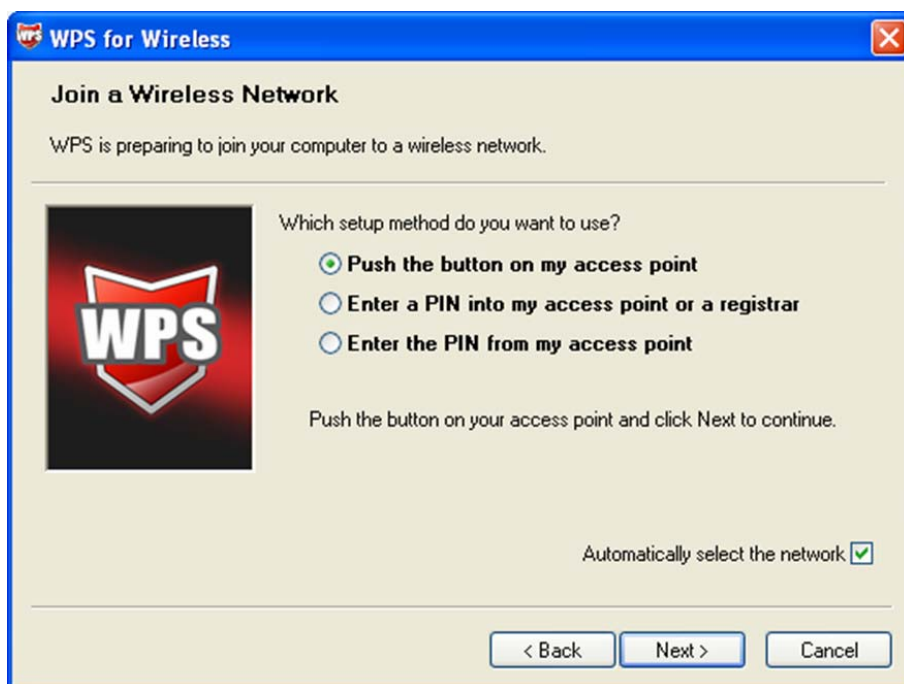 WPS for Wireless
Join a Wireless Network
WPS is preparing to join your computer to a wireless network.
Which setup method do you want to use?
Push the button on my access point
Enter a PIN into my access point or a registrar
Enter the PIN from my access point
WPS
Push the button on your access point and click Next to continue.
Automatically select the network
< Back Next > Cancel